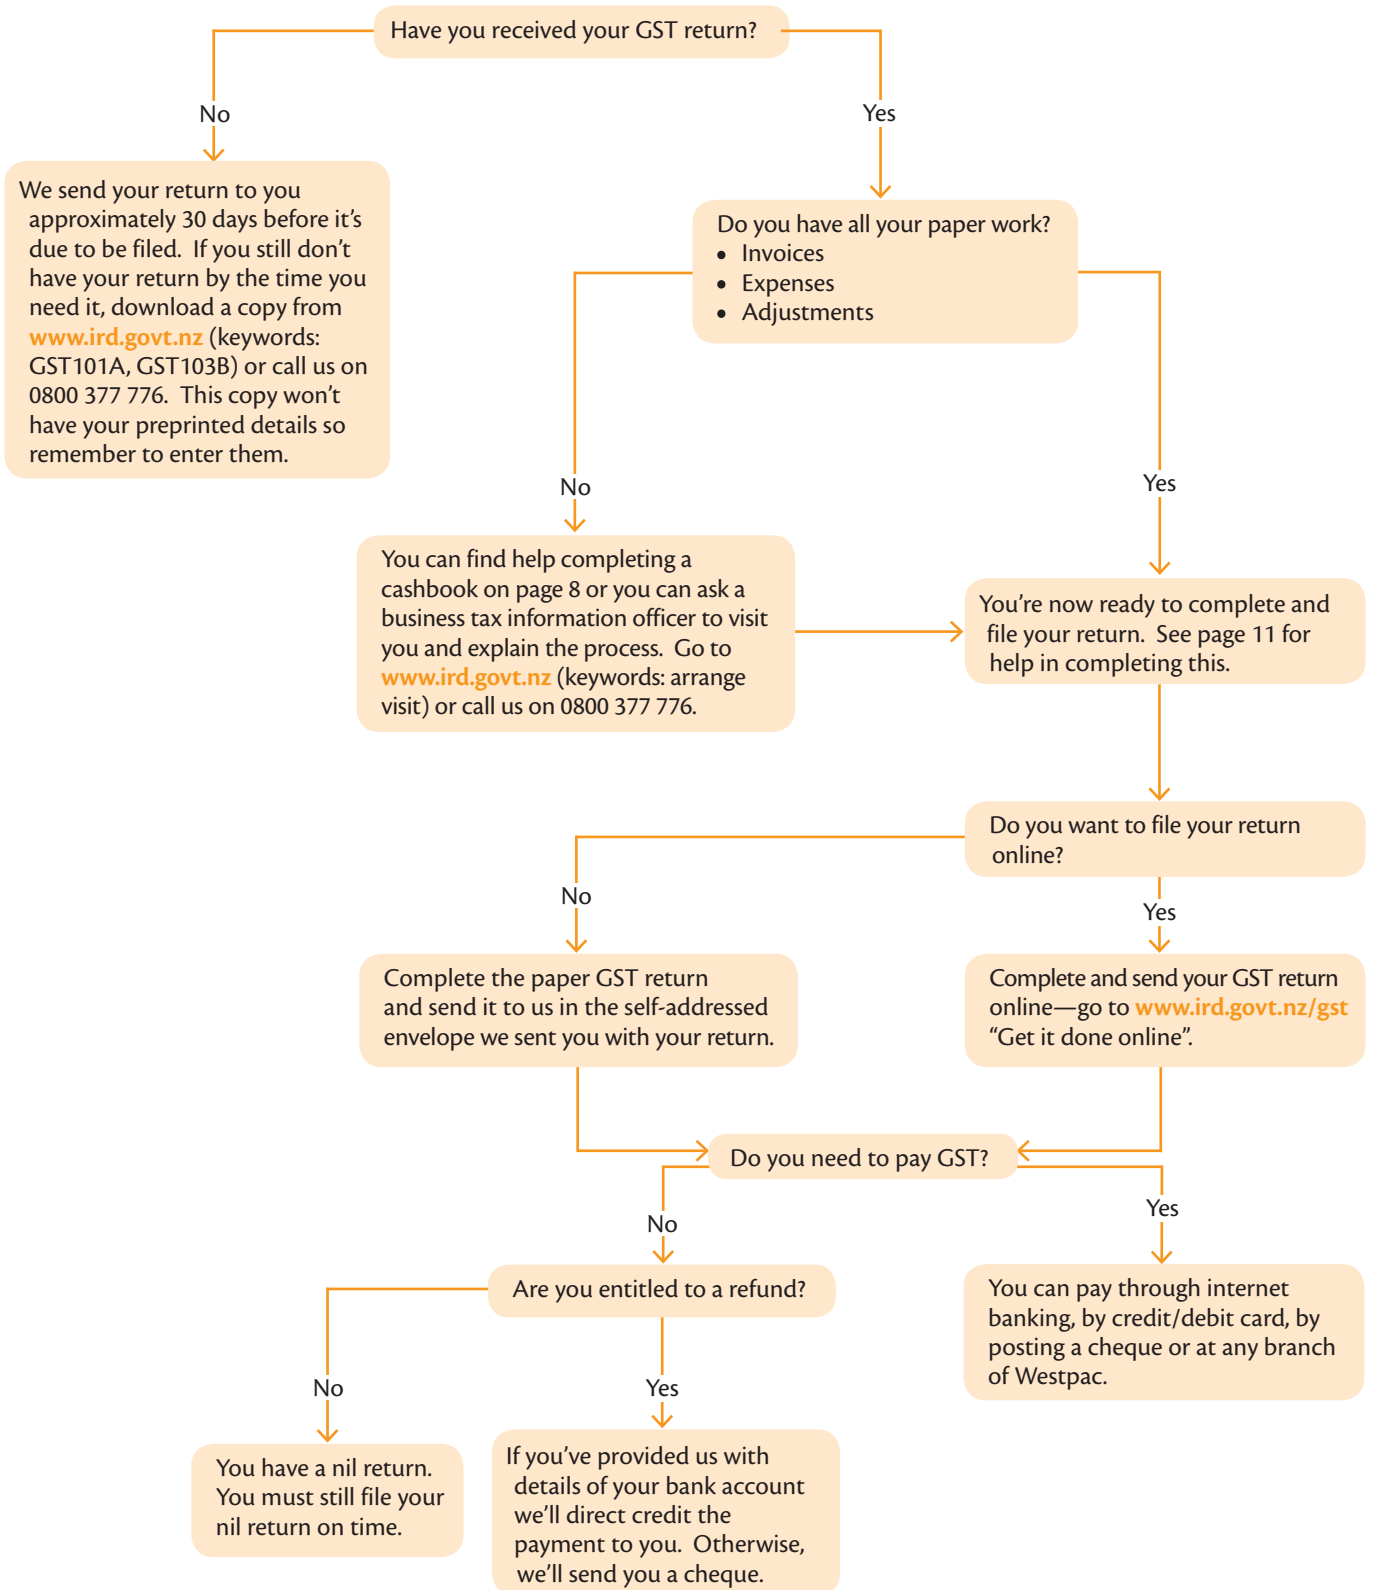 Have you received your GST return?
No
Yes
We send your return to you
approximately 30 days before it's
due to be filed.  If you still don't
have your return by the time you
need it, download a copy from
www.ird.govt.nz (keywords:
GST101A, GST103B) or call us on
0800 377 776.  This copy won't
have your preprinted details so
remember to enter them.
Do you have all your paper work?
• Invoices
• Expenses
• Adjustments
No
Yes
You can find help completing a
cashbook on page 8 or you can ask a
business tax information officer to visit
you and explain the process.  Go to
www.ird.govt.nz (keywords: arrange
visit) or call us on 0800 377 776.
You're now ready to complete and
file your return.  See page 11 for
help in completing this.
Do you want to file your return
online?
No
Yes
Complete the paper GST return
and send it to us in the self-addressed
envelope we sent you with your return.
Complete and send your GST return
online—go to www.ird.govt.nz/gst
“Get it done online”.
Do you need to pay GST?
No
Yes
Are you entitled to a refund?
You can pay through internet
banking, by credit/debit card, by
posting a cheque or at any branch
of Westpac.
No
Yes
You have a nil return.
You must still file your
nil return on time.
If you've provided us with
details of your bank account
we'll direct credit the
payment to you.  Otherwise,
we'll send you a cheque.